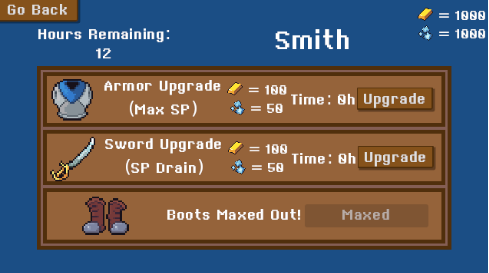 Go Back
= 1000
Hours Remaining:
12
Smith
= 1000
Armor Upgrade
(Max SP)
= 100
= 50
Time: 0h
Upgrade
Sword Upgrade
(SP Drain)
= 100
= 50
Time: 0h
Upgrade
Boots Maxed Out!
Maxed